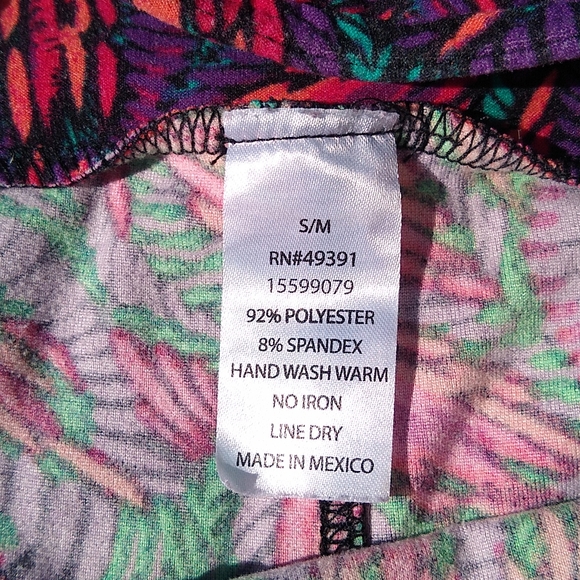 S/M
RN#49391
15599079
92% POLYESTER
8% SPANDEX
HAND WASH WARM
NO IRON
LINE DRY
MADE IN MEXICO